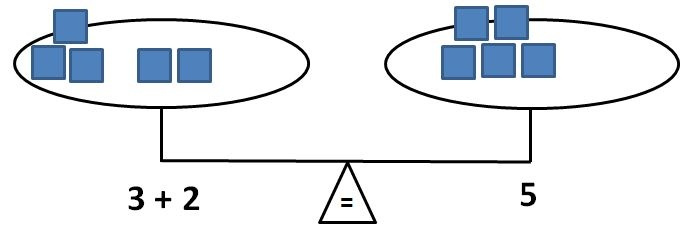 3 + 2 = 5